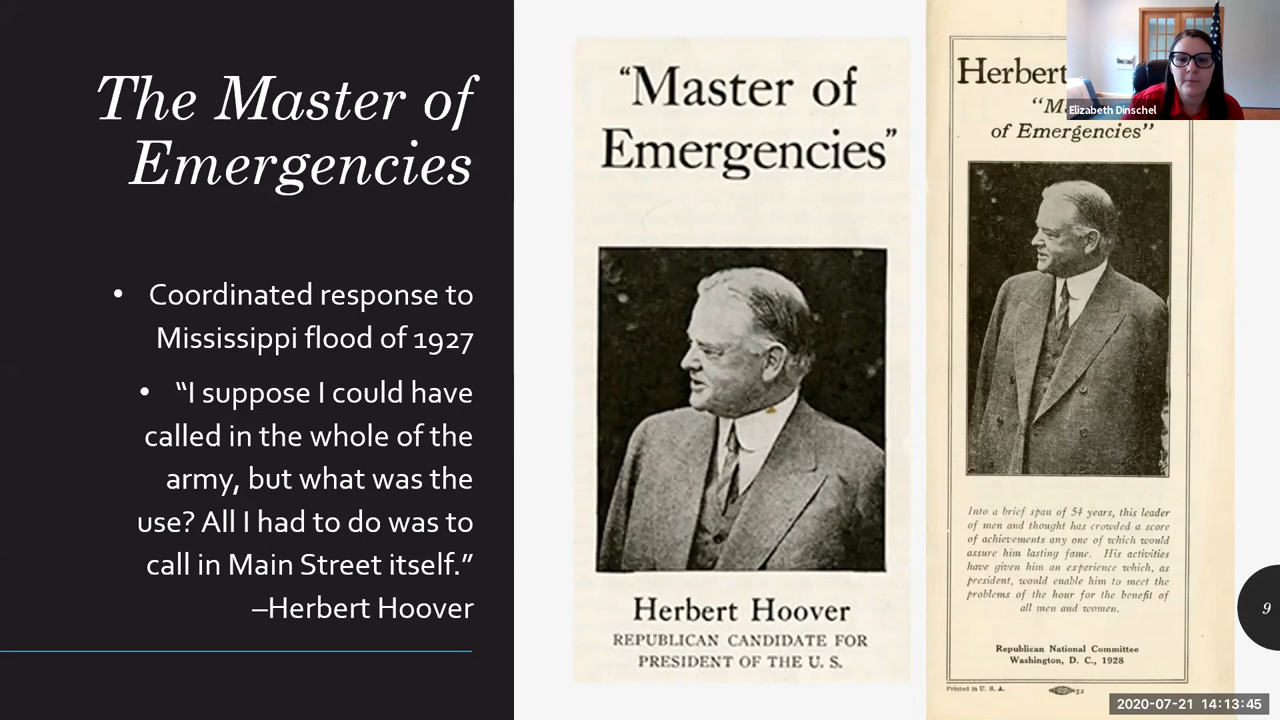 The Master of
Emergencies
• Coordinated response to
Mississippi flood of 1927
• “I suppose I could have
called in the whole of the
army, but what was the
use? All I had to do was to
call in Main Street itself.”
–Herbert Hoover
“Master of
Emergencies”
Herbert Hoover
REPUBLICAN CANDIDATE FOR
PRESIDENT OF THE U. S.
Herbert
of Emergencies”
Into a brief span of 54 years, this leader
of men and thought has crowded a score
of achievements any one of which would
assure him lasting fame. His activities
have given him an experience which, as
president, would enable him to meet the
problems of the hour for the benefit of
all men and women.
Republican National Committee
Washington, D. C., 1928
Printed in U. S. A.
52
Elizabeth Dinschel
9
2020-07-21 14:13:45